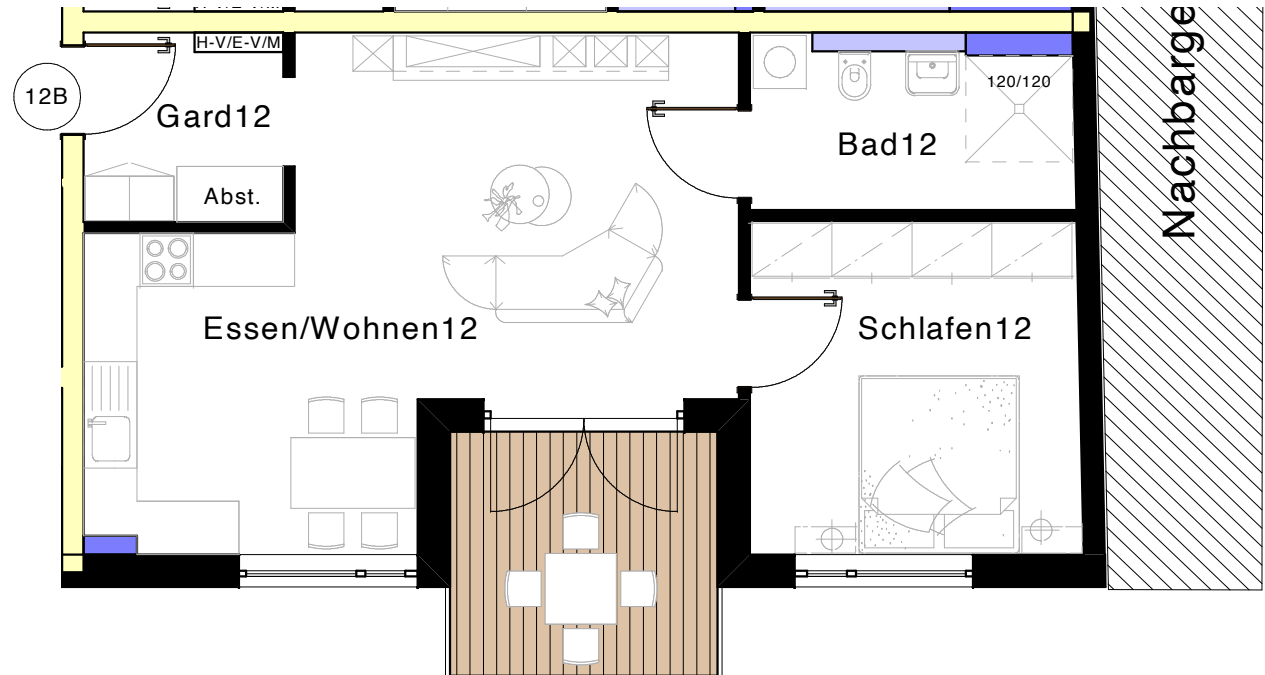 H-V/E-V/M
12B
Gard12
120/120
Bad12
Abst.
Essen/Wohnen12
Schlafen12
Nachbarge